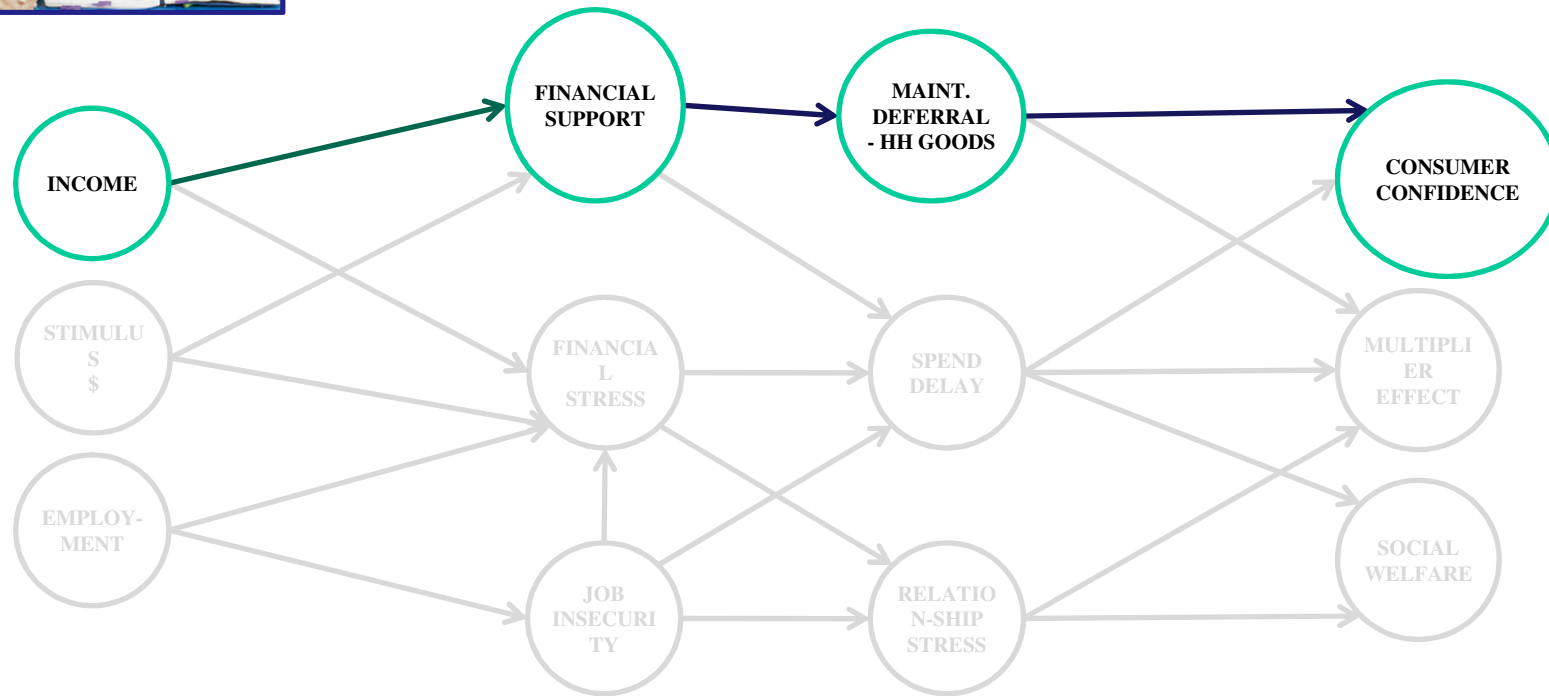 FINANCIAL
SUPPORT
MAINT.
DEFERRAL
- HH GOODS
INCOME
CONSUMER
CONFIDENCE
STIMULU
S
$
FINANCIA
L
STRESS
SPEND
DELAY
MULTIPLI
ER
EFFECT
EMPLOY-
MENT
JOB
INSECURI
TY
RELATIO
N-SHIP
STRESS
SOCIAL
WELFARE